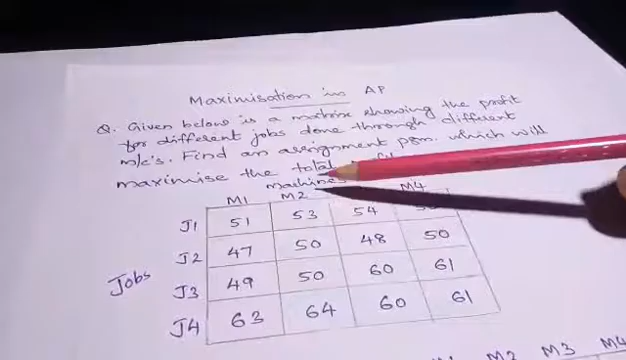 Maximisation in AP
Q. Given below is a matrix showing the profit
for different jobs done through different
m/c's. Find an assignment pgm. which will
maximise the total
machines
M1 M2 M4
J1 51 53 54
J2 47 50 48 50
Jobs
J3 49 50 60 61
J4 63 64 60 61
M2 M3 M4